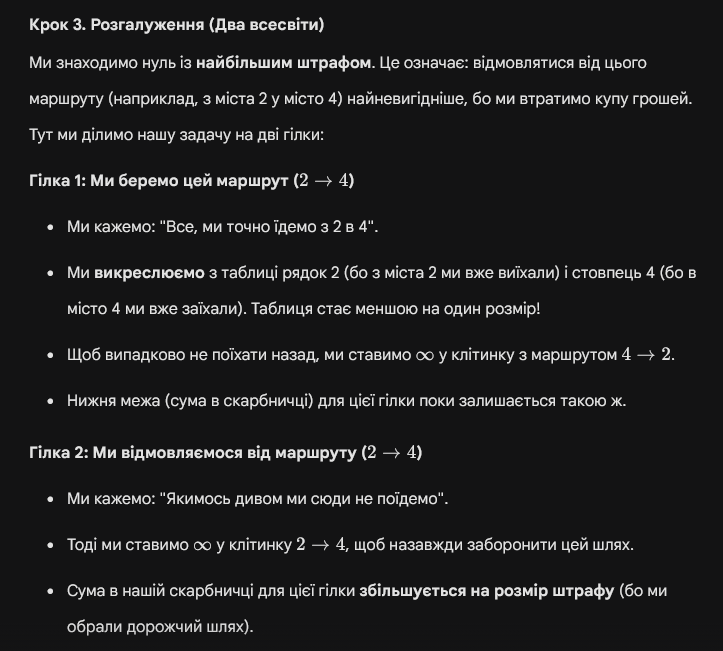 Крок 3. Розгалуження (Два всесвіти)
Ми знаходимо нуль із найбільшим штрафом. Це означає: відмовлятися від цього
маршруту (наприклад, з міста 2 у місто 4) найневигідніше, бо ми втратимо купу грошей.
Тут ми ділимо нашу задачу на дві гілки:
Гілка 1: Ми беремо цей маршрут (2 → 4)
• Ми кажемо: "Все, ми точно їдемо з 2 в 4".
• Ми викреслюємо з таблиці рядок 2 (бо з міста 2 ми вже виїхали) і стовпець 4 (бо в
місто 4 ми вже заїхали). Таблиця стає меншою на один розмір!
• Щоб випадково не поїхати назад, ми ставимо ∞ у клітинку з маршрутом 4 → 2.
• Нижня межа (сума в скарбничці) для цієї гілки поки залишається такою ж.
Гілка 2: Ми відмовляємося від маршруту (2 → 4)
• Ми кажемо: "Якимось дивом ми сюди не поїдемо".
• Тоді ми ставимо ∞ у клітинку 2 → 4, щоб назавжди заборонити цей шлях.
• Сума в нашій скарбничці для цієї гілки збільшується на розмір штрафу (бо ми
обрали дорожчий шлях).